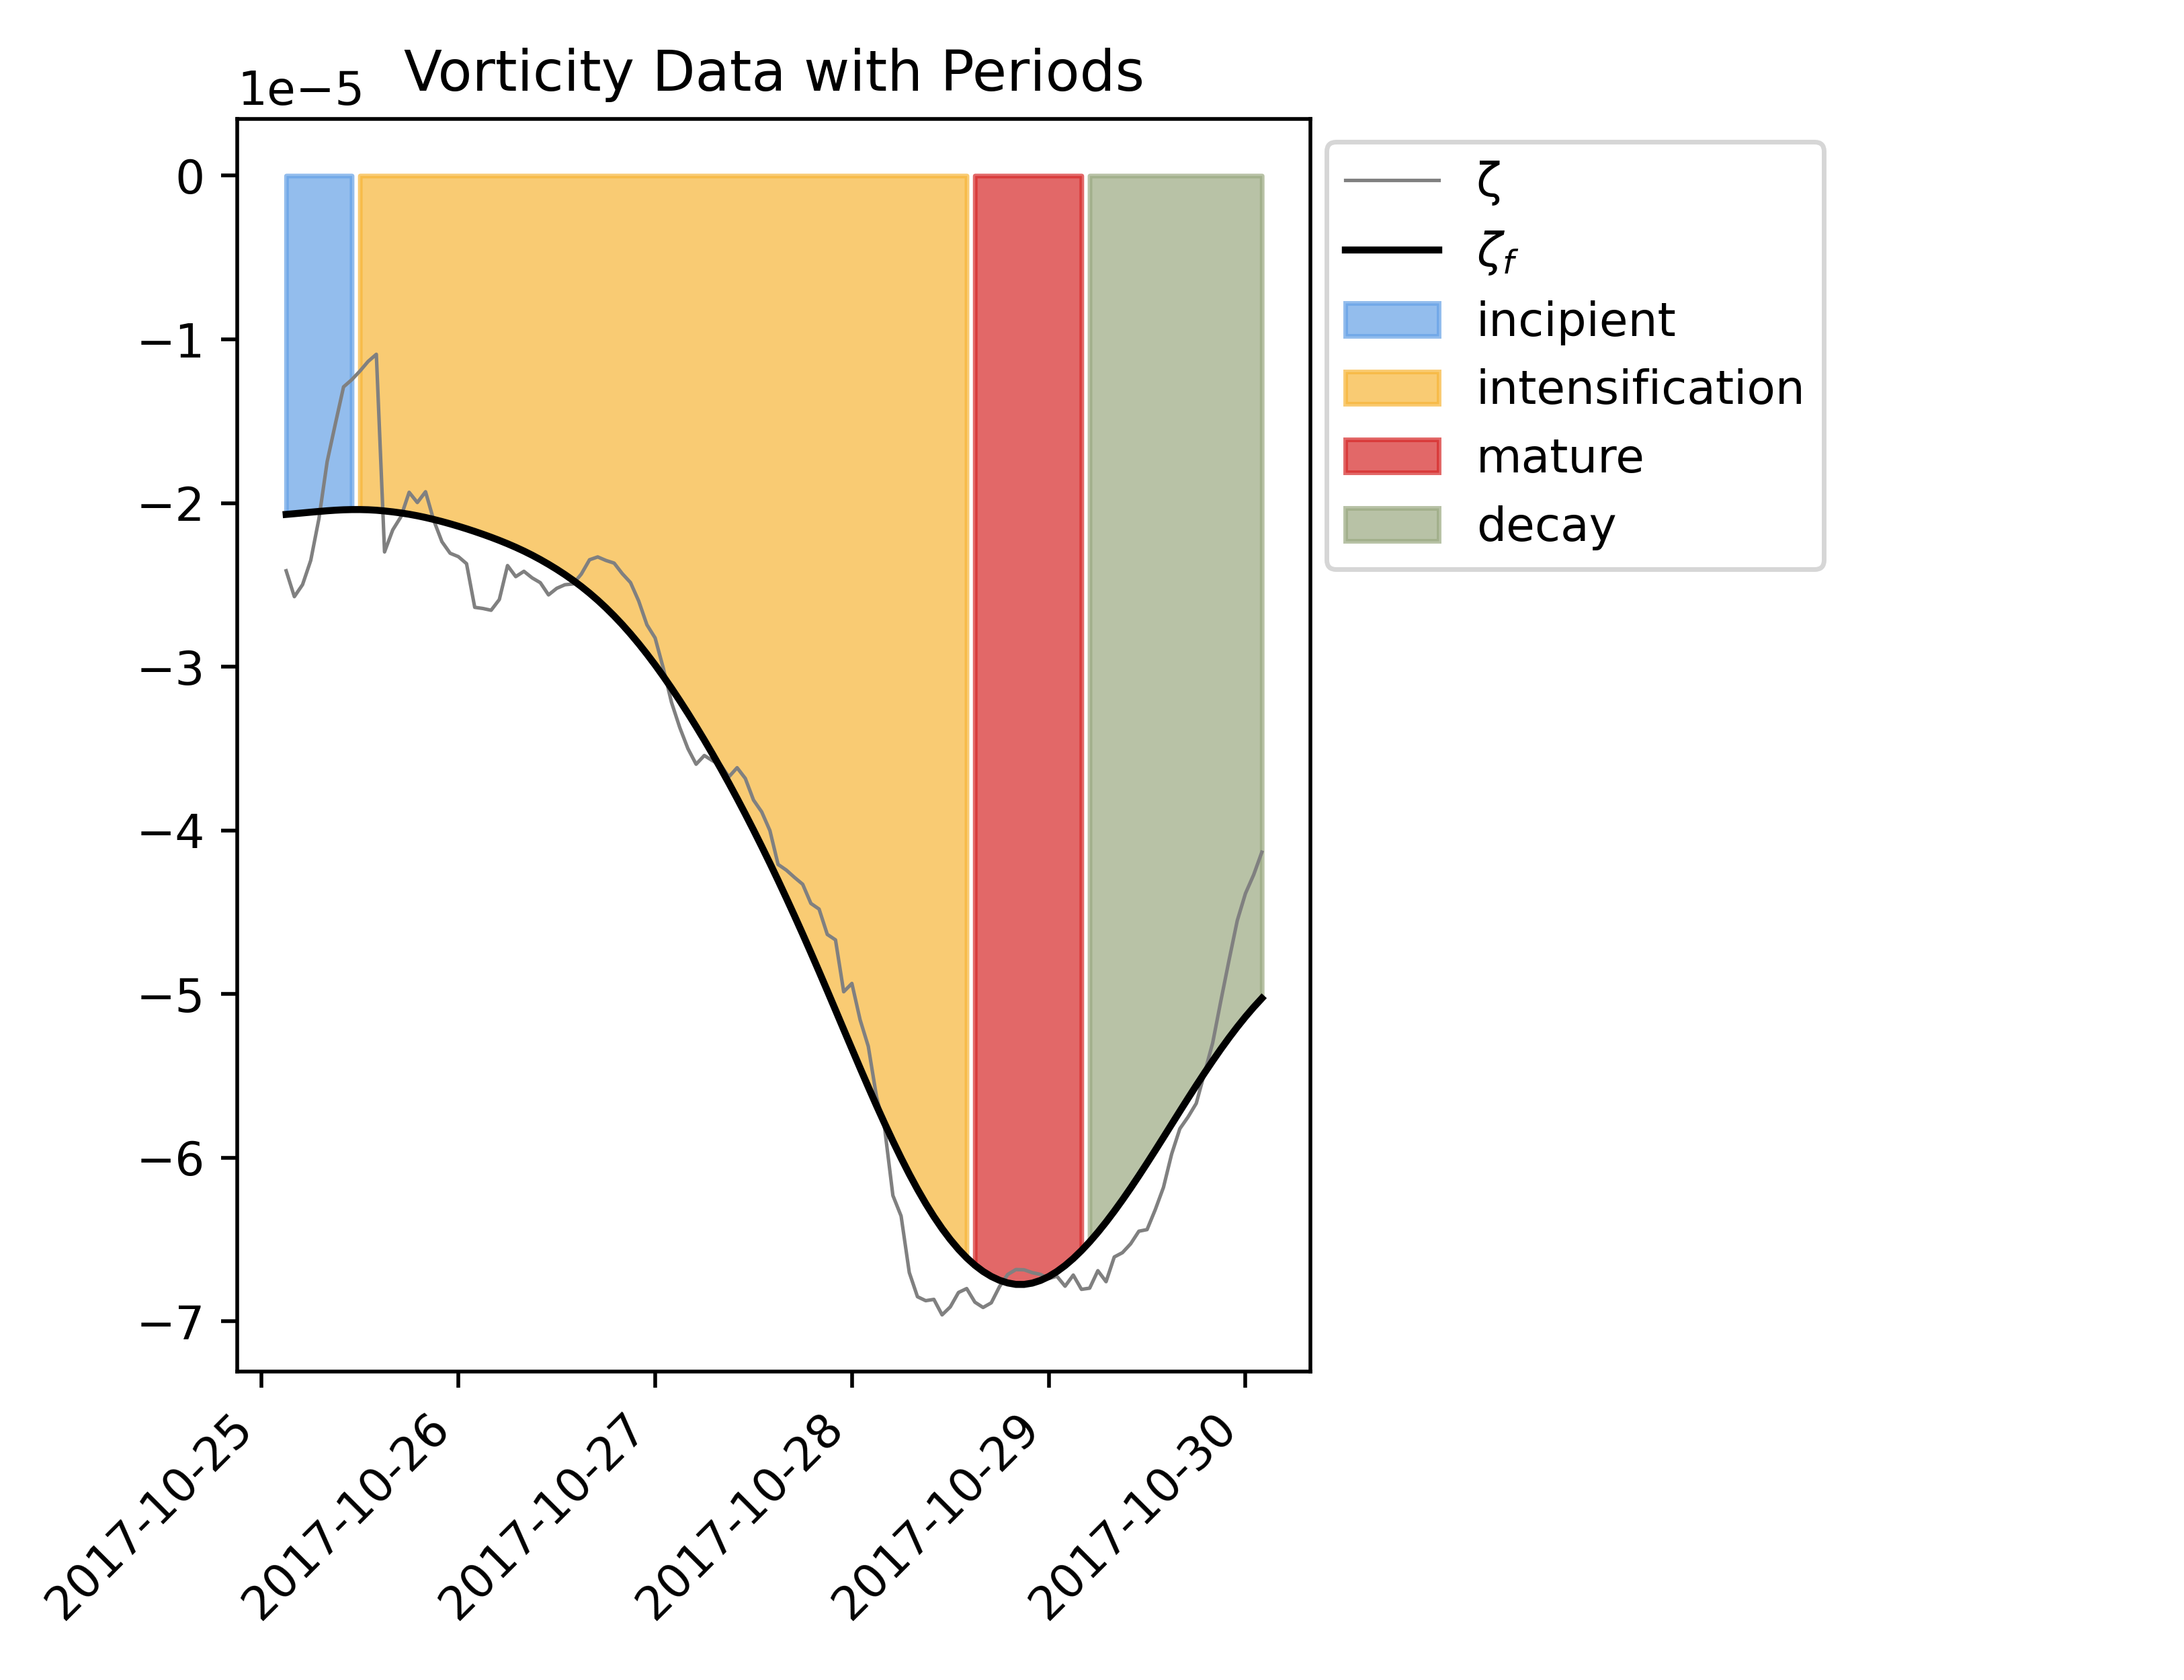 Vorticity Data with Periods
1e−5
0
−1
−2
−3
−4
−5
−6
−7
2017-10-25
2017-10-26
2017-10-27
2017-10-28
2017-10-29
2017-10-30
ζ
ζf
incipient
intensification
mature
decay